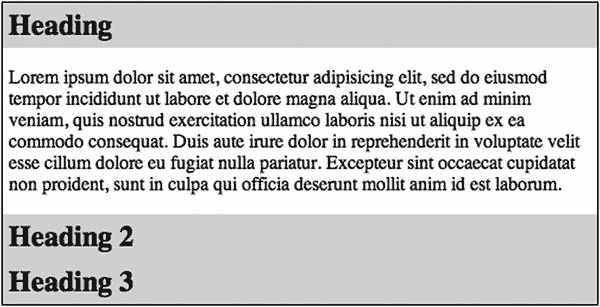 Heading
Lorem ipsum dolor sit amet, consectetur adipisicing elit, sed do eiusmod
tempor incididunt ut labore et dolore magna aliqua. Ut enim ad minim
veniam, quis nostrud exercitation ullamco laboris nisi ut aliquip ex ea
commodo consequat. Duis aute irure dolor in reprehenderit in voluptate velit
esse cillum dolore eu fugiat nulla pariatur. Excepteur sint occaecat cupidatat
non proident, sunt in culpa qui officia deserunt mollit anim id est laborum.
Heading 2
Heading 3